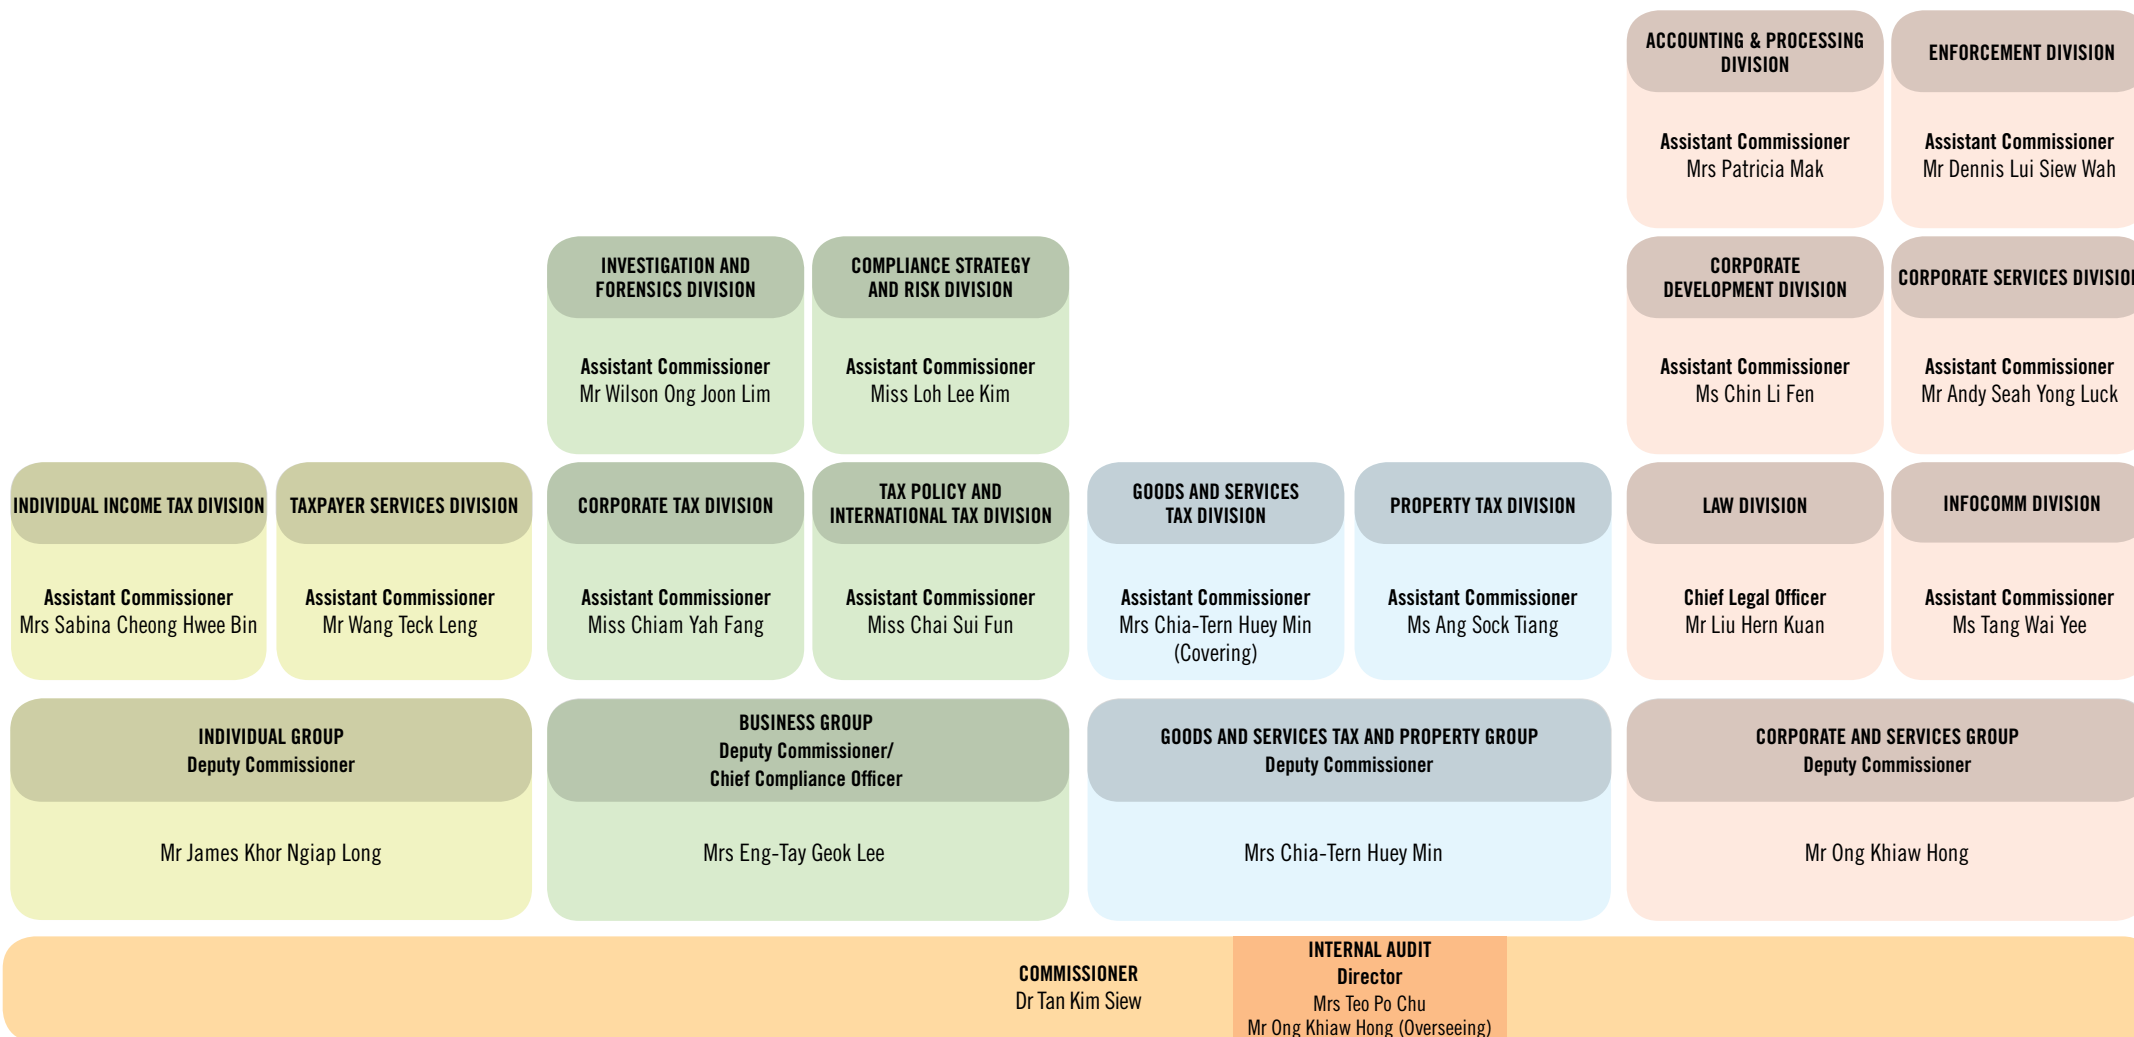 ACCOUNTING & PROCESSING
DIVISION
Assistant Commissioner
Mrs Patricia Mak
ENFORCEMENT DIVISION
Assistant Commissioner
Mr Dennis Lui Siew Wah
INVESTIGATION AND
FORENSICS DIVISION
Assistant Commissioner
Mr Wilson Ong Joon Lim
COMPLIANCE STRATEGY
AND RISK DIVISION
Assistant Commissioner
Miss Loh Lee Kim
CORPORATE
DEVELOPMENT DIVISION
Assistant Commissioner
Ms Chin Li Fen
CORPORATE SERVICES DIVISION
Assistant Commissioner
Mr Andy Seah Yong Luck
INDIVIDUAL INCOME TAX DIVISION
Assistant Commissioner
Mrs Sabina Cheong Hwee Bin
TAXPAYER SERVICES DIVISION
Assistant Commissioner
Mr Wang Teck Leng
CORPORATE TAX DIVISION
Assistant Commissioner
Miss Chiam Yah Fang
TAX POLICY AND
INTERNATIONAL TAX DIVISION
Assistant Commissioner
Miss Chai Sui Fun
GOODS AND SERVICES
TAX DIVISION
Assistant Commissioner
Mrs Chia-Tern Huey Min
(Covering)
PROPERTY TAX DIVISION
Assistant Commissioner
Ms Ang Sock Tiang
LAW DIVISION
Chief Legal Officer
Mr Liu Hern Kuan
INFOCOMM DIVISION
Assistant Commissioner
Ms Tang Wai Yee
INDIVIDUAL GROUP
Deputy Commissioner
Mr James Khor Ngiap Long
BUSINESS GROUP
Deputy Commissioner/
Chief Compliance Officer
Mrs Eng-Tay Geok Lee
GOODS AND SERVICES TAX AND PROPERTY GROUP
Deputy Commissioner
Mrs Chia-Tern Huey Min
CORPORATE AND SERVICES GROUP
Deputy Commissioner
Mr Ong Khiaw Hong
COMMISSIONER
Dr Tan Kim Siew
INTERNAL AUDIT
Director
Mrs Teo Po Chu
Mr Ong Khiaw Hong (Overseeing)